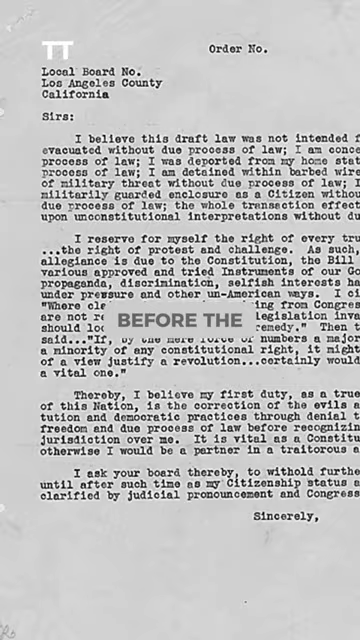 TT
Order No.
Local Board No.
Los Angeles County
California
Sirs:
I believe this draft law was not intended f
evacuated without due process of law; I am conce
process of law; I was deported from my home stat
process of law; I am detained within barbed wire
of military threat without due process of law; I
militarily guarded enclosure as a Citizen withou
due process of law; the whole transaction effect
upon unconstitutional interpretations without du
I reserve for myself the right of every tru
...the right of protest and challenge. As such,
allegiance is due to the Constitution, the Bill
various approved and tried Instruments of our Go
propaganda, discrimination, selfish interests ha
under pressure and other un-American ways. I ci
"Where cle ing from Congres
are not re legislation inva
BEFORE THE
should loo remedy." Then t
said..."If, by the mere force of numbers a major
a minority of any constitutional right, it might
of a view justify a revolution...certainly would
a vital one."
Thereby, I believe my first duty, as a true
of this Nation, is the correction of the evils a
tution and democratic practices through denial t
freedom and due process of law before recognizin
jurisdiction over me. It is vital as a Constitu
otherwise I would be a partner in a traitorous a
I ask your board thereby, to withold furthe
until after such time as my Citizenship status a
clarified by judicial pronouncement and Congress
Sincerely,